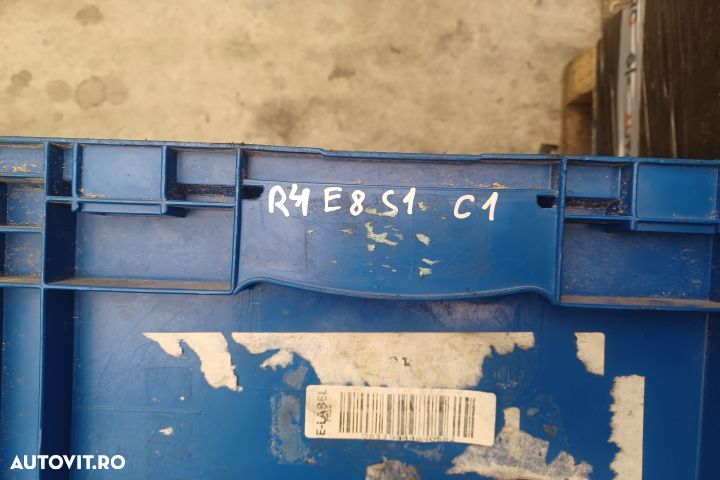 R4 E8 S1 C1
E-LABEL
AUTOVIT.RO